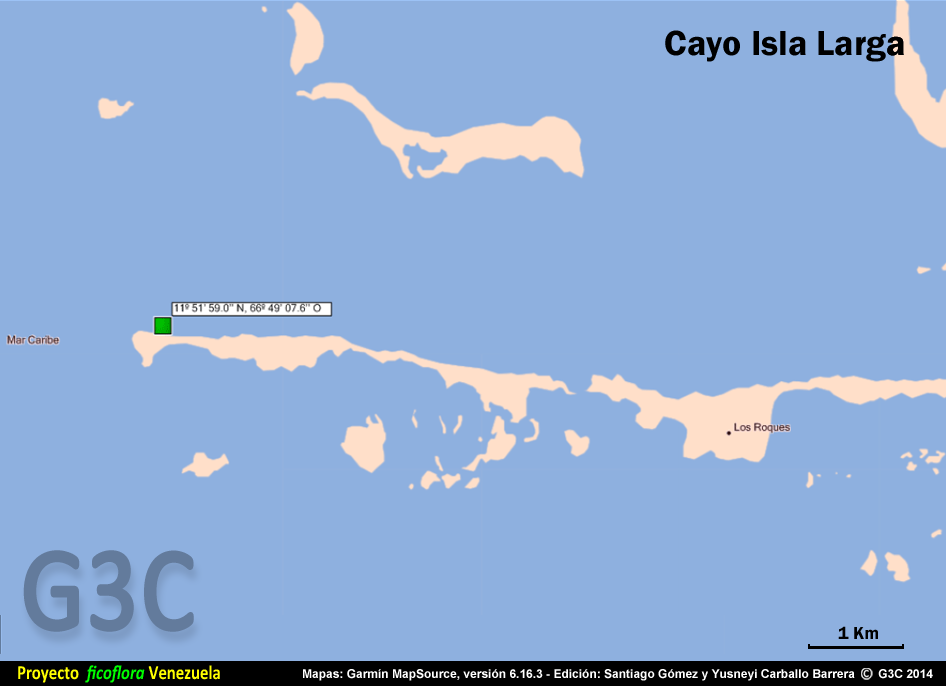 Cayo Isla Larga
11º 51' 59.0'' N, 66º 49' 07.6'' O
Mar Caribe
Los Roques
G3C
1 Km
Proyecto ficoflora Venezuela
Mapas: Garmin MapSource, versión 6.16.3 - Edición: Santiago Gómez y Yusneyi Carballo Barrera © G3C 2014